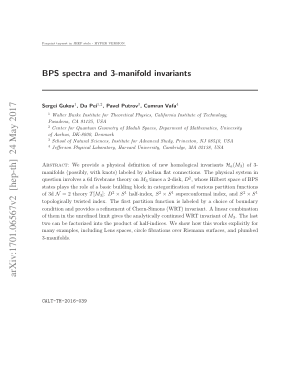 Prepared for submission to JHEP style - HYPER VERSION
BPS spectra and 3-manifold invariants
Sergei Gukov1, Du Pei1,2, Pavel Putrov3, Cumrun Vafa4
1 Walter Burke Institute for Theoretical Physics, California Institute of Technology,
Pasadena, CA 91125, USA
2 Center for Quantum Geometry of Moduli Spaces, Department of Mathematics, University
of Aarhus, DK-8000, Denmark
3 School of Natural Sciences, Institute for Advanced Study, Princeton, NJ 08540, USA
4 Jefferson Physical Laboratory, Harvard University, Cambridge, MA 02138, USA
Abstract: We provide a physical definition of new homological invariants Ha(M3) of 3-
manifolds (possibly, with knots) labeled by abelian flat connections. The physical system in
question involves a 6d fivebrane theory on M3 times a 2-disk, D2, whose Hilbert space of BPS
states plays the role of a basic building block in categorification of various partition functions
of 3d N = 2 theory T[M3]: D2 × S1 half-index, S2 × S1 superconformal index, and S2 × S1
topologically twisted index. The first partition function is labeled by a choice of boundary
condition and provides a refinement of Chern-Simons (WRT) invariant. A linear combination
of them in the unrefined limit gives the analytically continued WRT invariant of M3. The last
two can be factorized into the product of half-indices. We show how this works explicitly for
many examples, including Lens spaces, circle fibrations over Riemann surfaces, and plumbed
3-manifolds.
CALT-TH-2016-039
arXiv:1701.06567v2 [hep-th] 24 May 2017